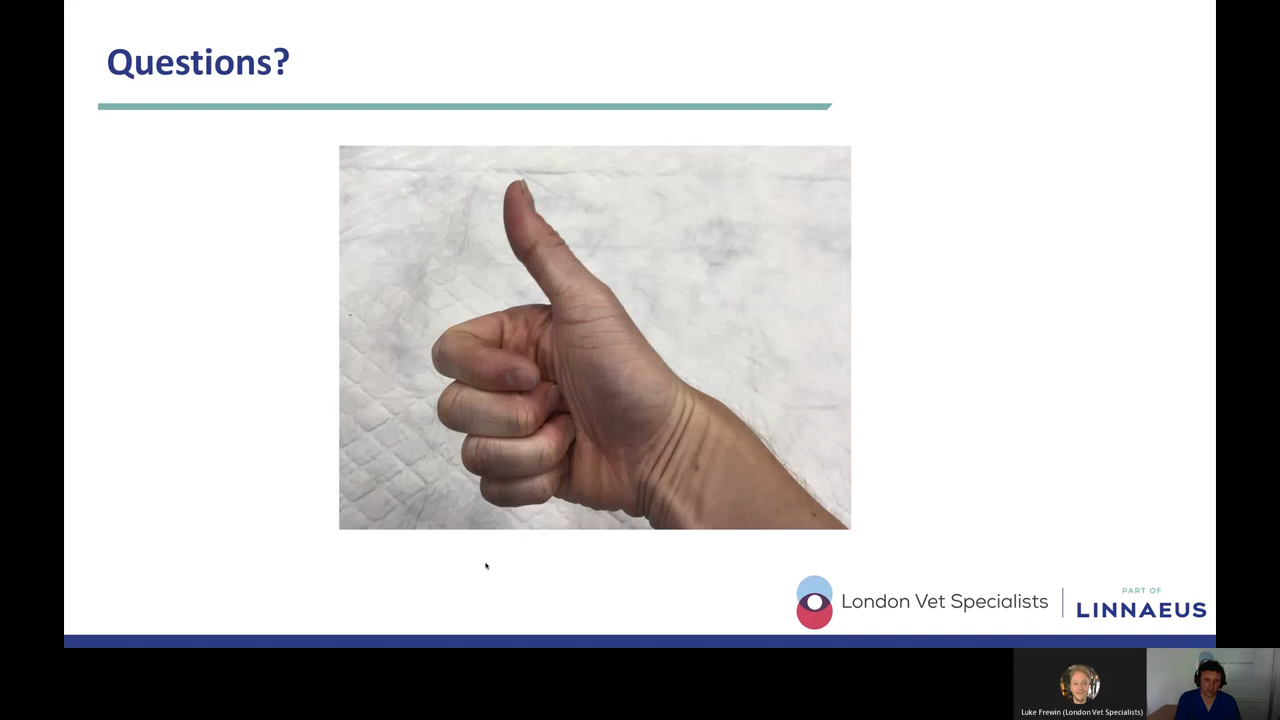 Questions?
London Vet Specialists
PART OF
LINNAEUS
Luke Frewin (London Vet Specialists)